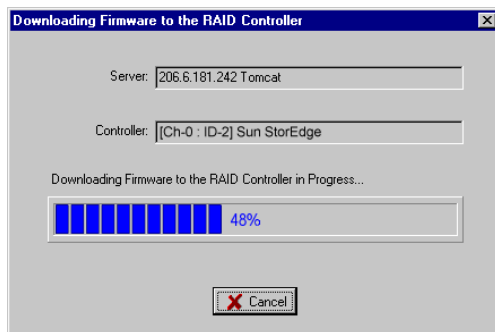 Downloading Firmware to the RAID Controller
Server: 206.6.181.242 Tomcat
Controller: [Ch-0 : ID-2] Sun StorEdge
Downloading Firmware to the RAID Controller in Progress...
48%
Cancel